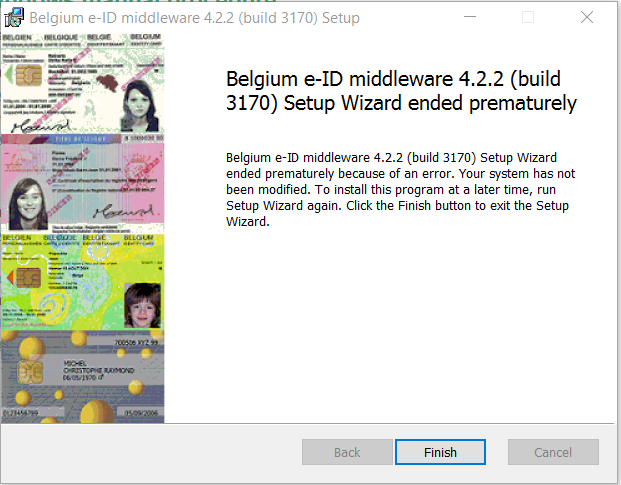 Belgium e-ID middleware 4.2.2 (build 3170) Setup
BELGIEN BELGIQUE BELGIË BELGIUM
Belgium e-ID middleware 4.2.2 (build
3170) Setup Wizard ended prematurely
Belgium e-ID middleware 4.2.2 (build 3170) Setup Wizard
ended prematurely because of an error. Your system has not
been modified. To install this program at a later time, run
Setup Wizard again. Click the Finish button to exit the Setup
Wizard.
TITRE DE SEJOUR
BELGIEN BELGIQUE BELGIË BELGIUM
700506 XYZ 99
MICHEL
CHRISTOPHE RAYMOND
06/05/1970
0123456789 05/09/2006
Back Finish Cancel